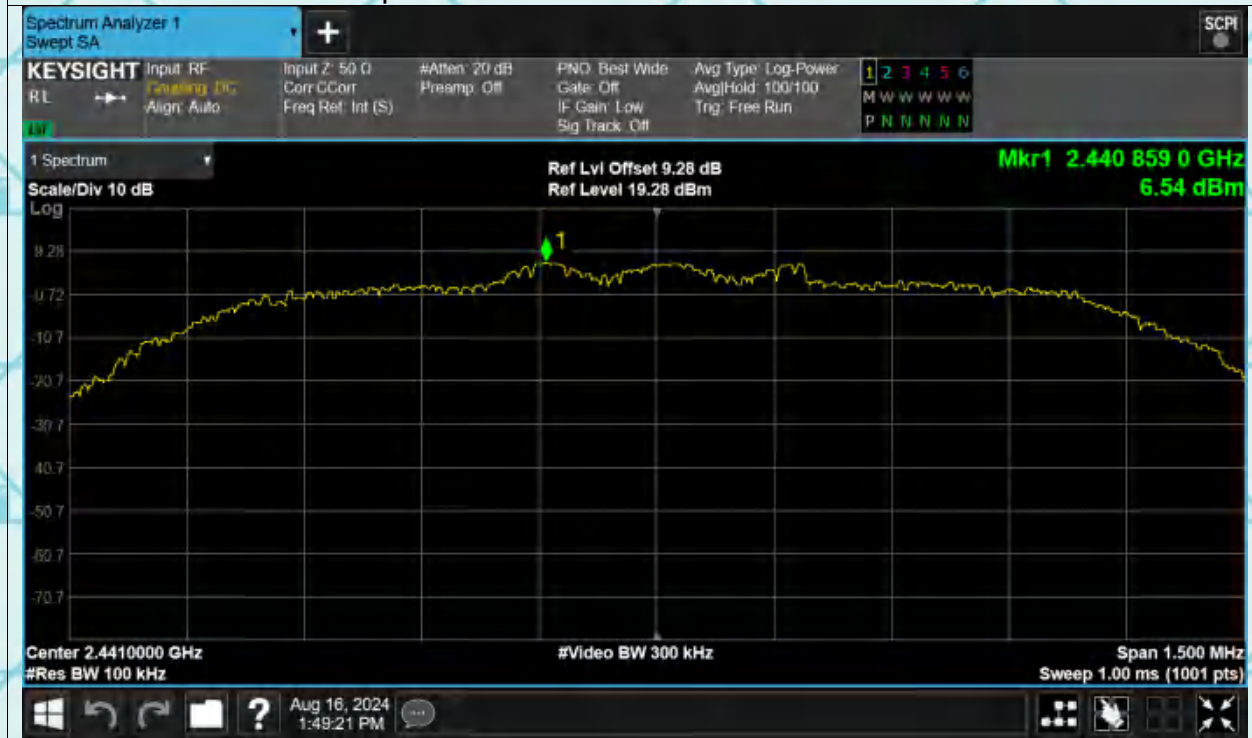 Spectrum Analyzer 1
Swept SA
+
SCPI
KEYSIGHT
RL
Input: RF
Coupling: DC
Align: Auto
Input Z: 50 Ω
Corr CCorr
Freq Ref: Int (S)
#Atten: 20 dB
Preamp: Off
PNO: Best Wide
Gate: Off
IF Gain: Low
Sig Track: Off
Avg Type: Log-Power
Avg|Hold: 100/100
Trig: Free Run
1 2 3 4 5 6
M W W W W W
P N N N N N
1 Spectrum
Scale/Div 10 dB
Log
Ref Lvl Offset 9.28 dB
Ref Level 19.28 dBm
Mkr1 2.440 859 0 GHz
6.54 dBm
1
9.28
-0.72
-10.7
-20.7
-30.7
-40.7
-50.7
-60.7
-70.7
Center 2.4410000 GHz
#Res BW 100 kHz
#Video BW 300 kHz
Span 1.500 MHz
Sweep 1.00 ms (1001 pts)
?
Aug 16, 2024
1:49:21 PM